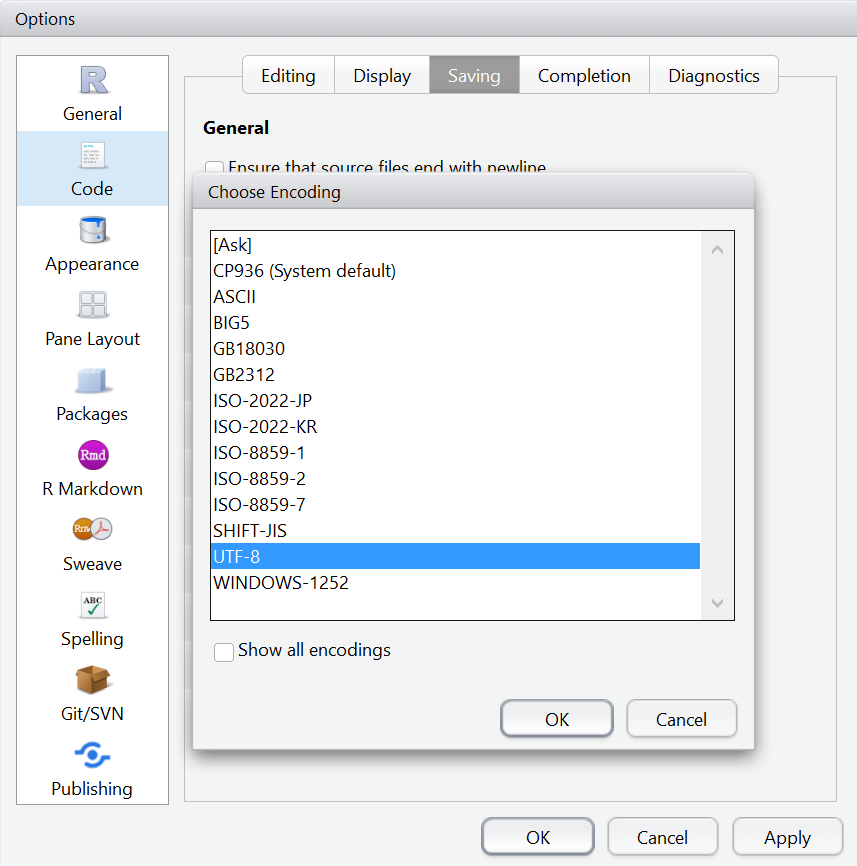 Options
General
Code
Appearance
Pane Layout
Packages
Rmd
R Markdown
Rnw
Sweave
ABC
Spelling
Git/SVN
Publishing
Editing
Display
Saving
Completion
Diagnostics
General
Ensure that source files end with newline
Choose Encoding
[Ask]
CP936 (System default)
ASCII
BIG5
GB18030
GB2312
ISO-2022-JP
ISO-2022-KR
ISO-8859-1
ISO-8859-2
ISO-8859-7
SHIFT-JIS
UTF-8
WINDOWS-1252
Show all encodings
OK
Cancel
OK
Cancel
Apply